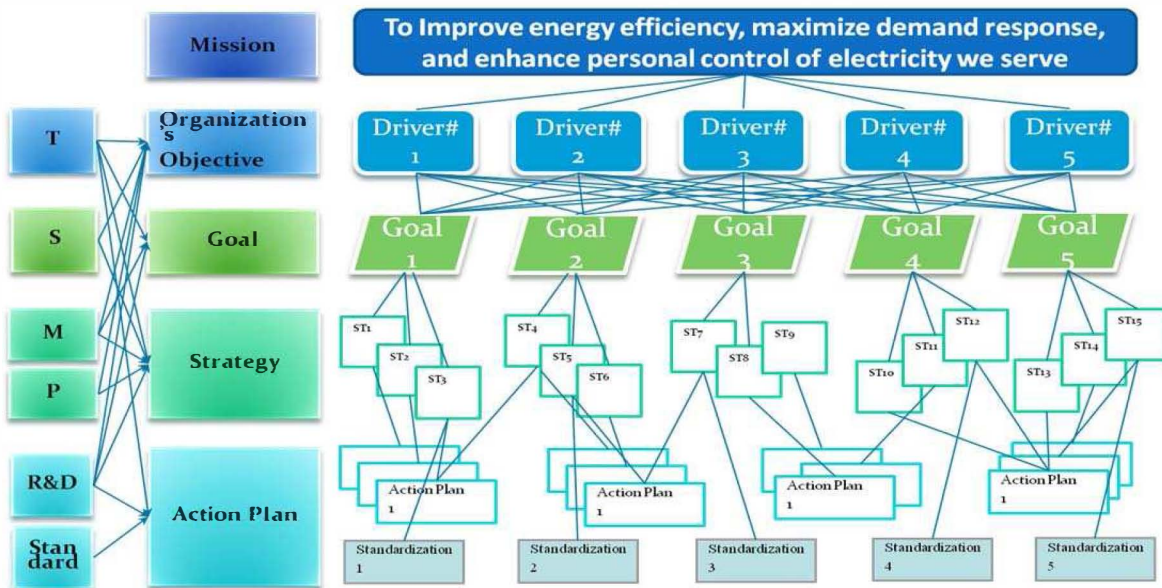 Mission
To Improve energy efficiency, maximize demand response,
and enhance personal control of electricity we serve
T
Organization
's
Objective
Driver#
1
Driver#
2
Driver#
3
Driver#
4
Driver#
5
S
Goal
Goal
1
Goal
2
Goal
3
Goal
4
Goal
5
M
P
Strategy
ST1
ST2
ST3
ST4
ST5
ST6
ST7
ST8
ST9
ST10
ST11
ST12
ST13
ST14
ST15
R&D
Stan
dard
Action Plan
Action Plan
1
Action Plan
1
Action Plan
1
Action Plan
1
Standardization
1
Standardization
2
Standardization
3
Standardization
4
Standardization
5